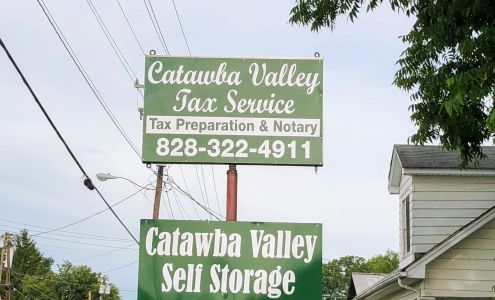 Catawba Valley
Tax Service
Tax Preparation & Notary
828-322-4911
Catawba Valley
Self Storage